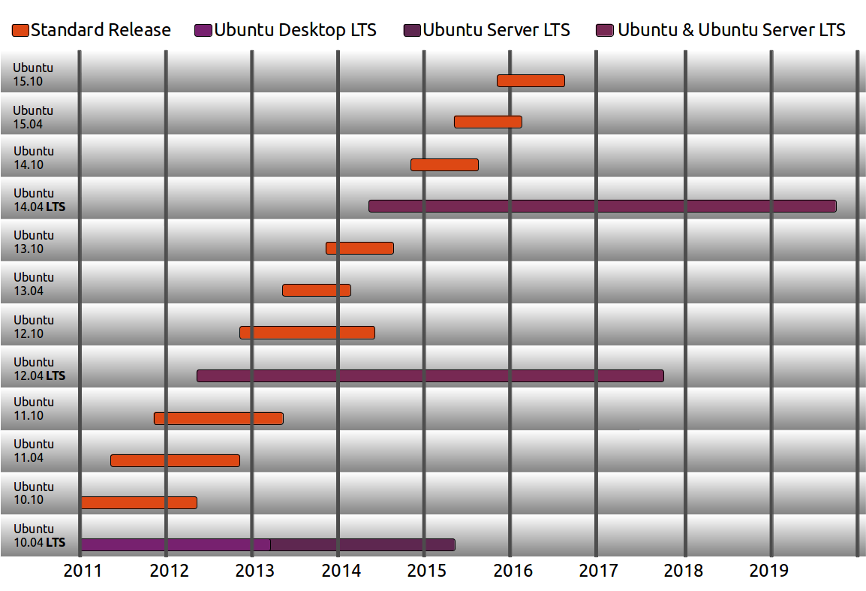 Standard Release Ubuntu Desktop LTS Ubuntu Server LTS Ubuntu & Ubuntu Server LTS
Ubuntu
15.10
Ubuntu
15.04
Ubuntu
14.10
Ubuntu
14.04 LTS
Ubuntu
13.10
Ubuntu
13.04
Ubuntu
12.10
Ubuntu
12.04 LTS
Ubuntu
11.10
Ubuntu
11.04
Ubuntu
10.10
Ubuntu
10.04 LTS
2011 2012 2013 2014 2015 2016 2017 2018 2019